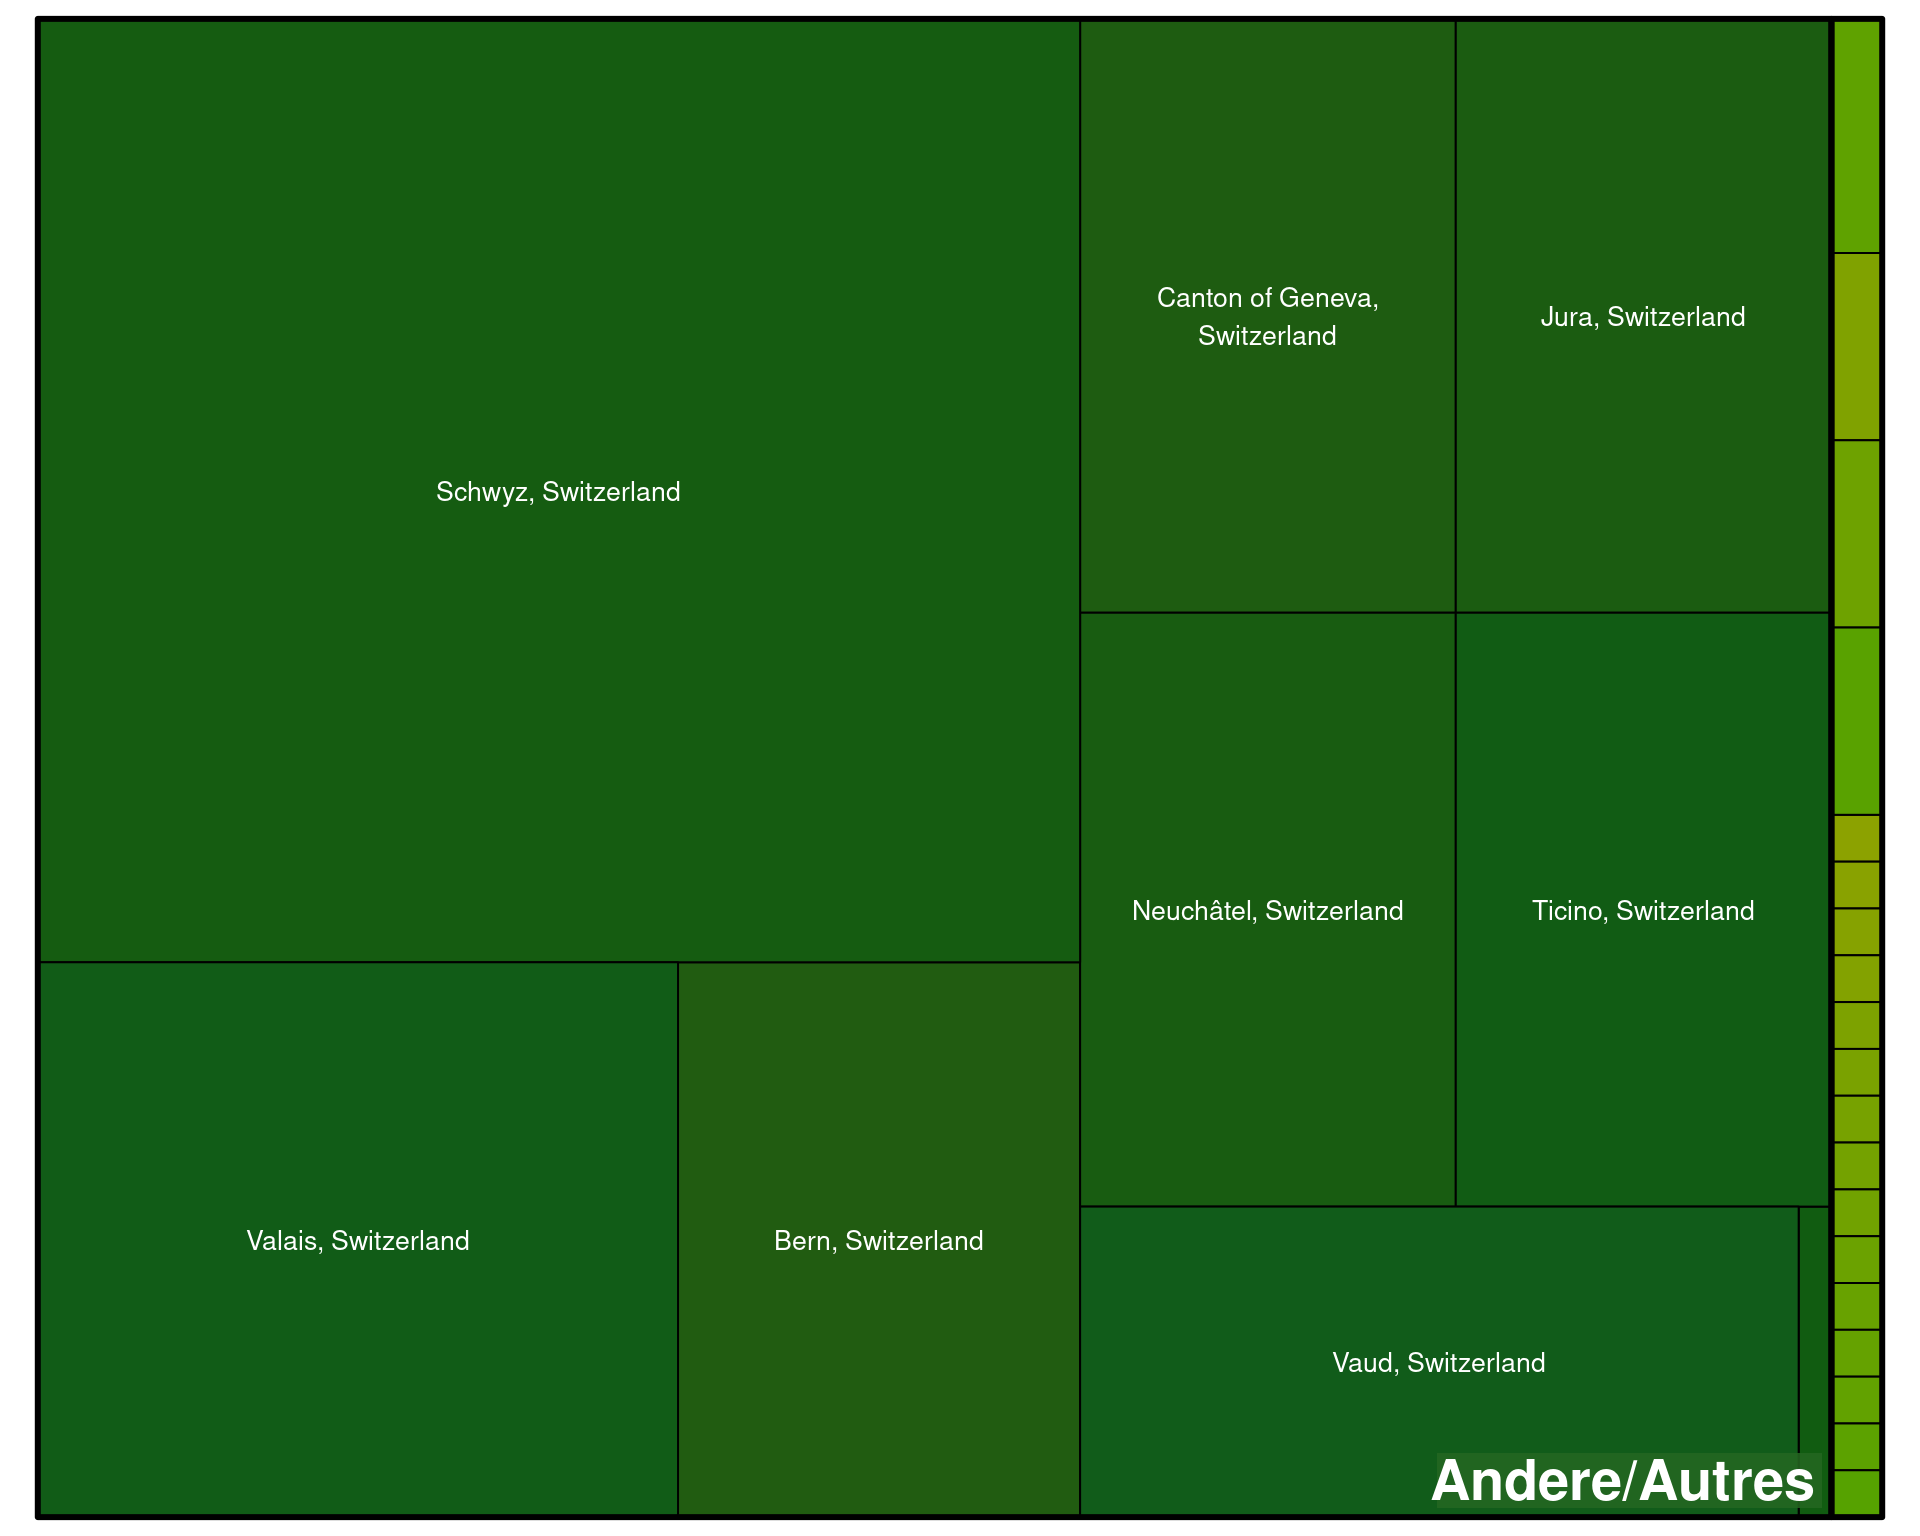 Schwyz, Switzerland
Canton of Geneva,
Switzerland
Jura, Switzerland
Neuchâtel, Switzerland
Ticino, Switzerland
Valais, Switzerland
Bern, Switzerland
Vaud, Switzerland
Andere/Autres